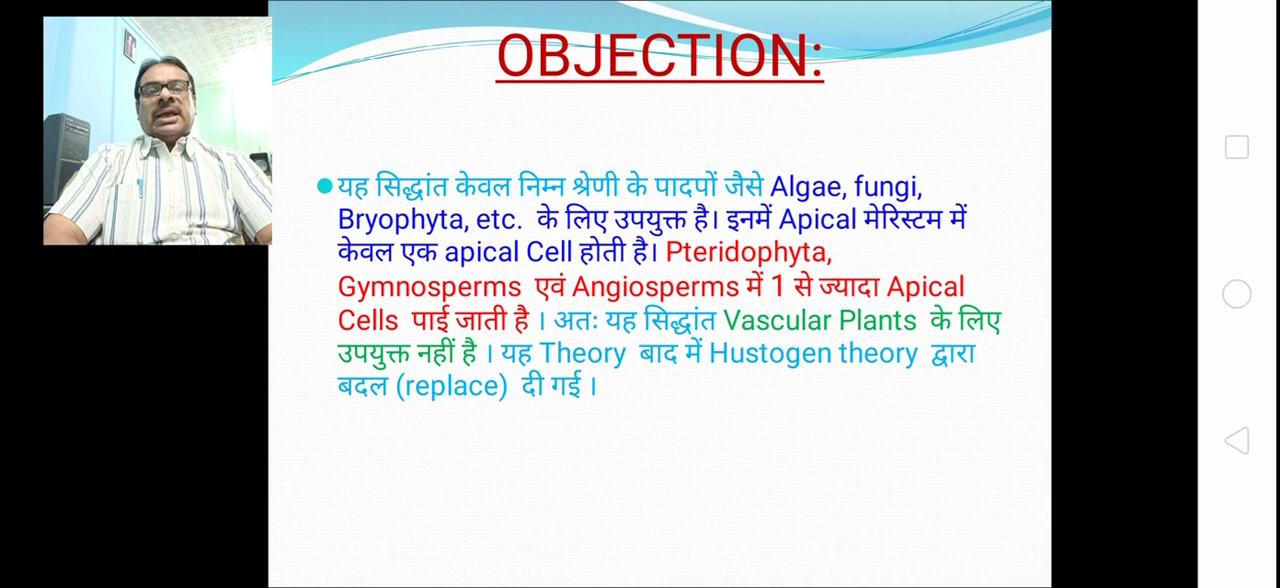 OBJECTION:
यह सिद्धांत केवल निम्न श्रेणी के पादपों जैसे Algae, fungi,
Bryophyta, etc. के लिए उपयुक्त है। इनमें Apical मेरिस्टम में
केवल एक apical Cell होती है। Pteridophyta,
Gymnosperms एवं Angiosperms में 1 से ज्यादा Apical
Cells पाई जाती है । अतः यह सिद्धांत Vascular Plants के लिए
उपयुक्त नहीं है । यह Theory बाद में Hustogen theory द्वारा
बदल (replace) दी गई ।